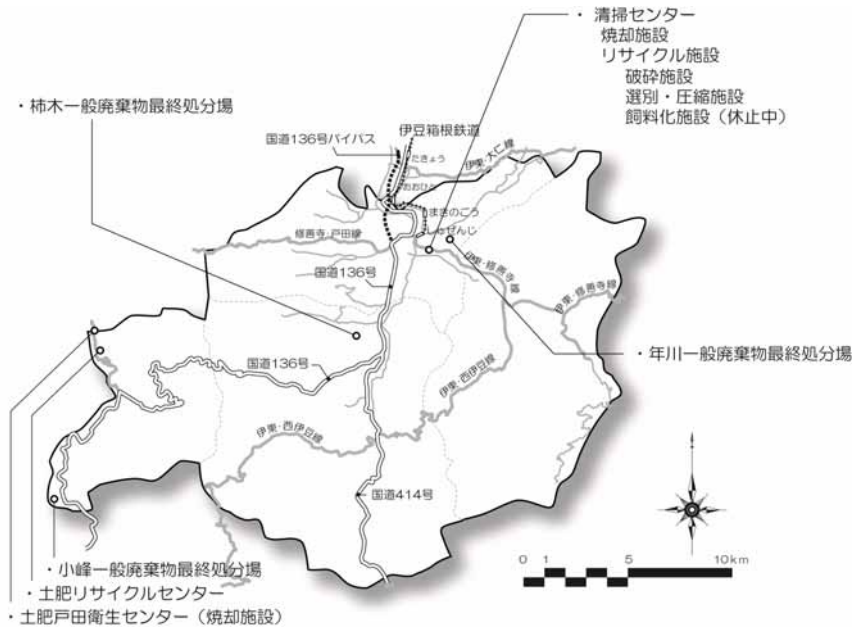 ・ 清掃センター
焼却施設
リサイクル施設
破砕施設
選別・圧縮施設
飼料化施設（休止中）
・柿木一般廃棄物最終処分場
国道136号バイパス
伊豆箱根鉄道
たきょう
伊東・大仁線
おおひと
まきのこう
しゅぜんじ
修善寺・戸田線
伊東・修善寺線
国道136号
伊東・修善寺線
・年川一般廃棄物最終処分場
国道136号
伊東・西伊豆線
伊東・西伊豆線
国道414号
0 1 5 10km
・小峰一般廃棄物最終処分場
・土肥リサイクルセンター
・土肥戸田衛生センター（焼却施設）